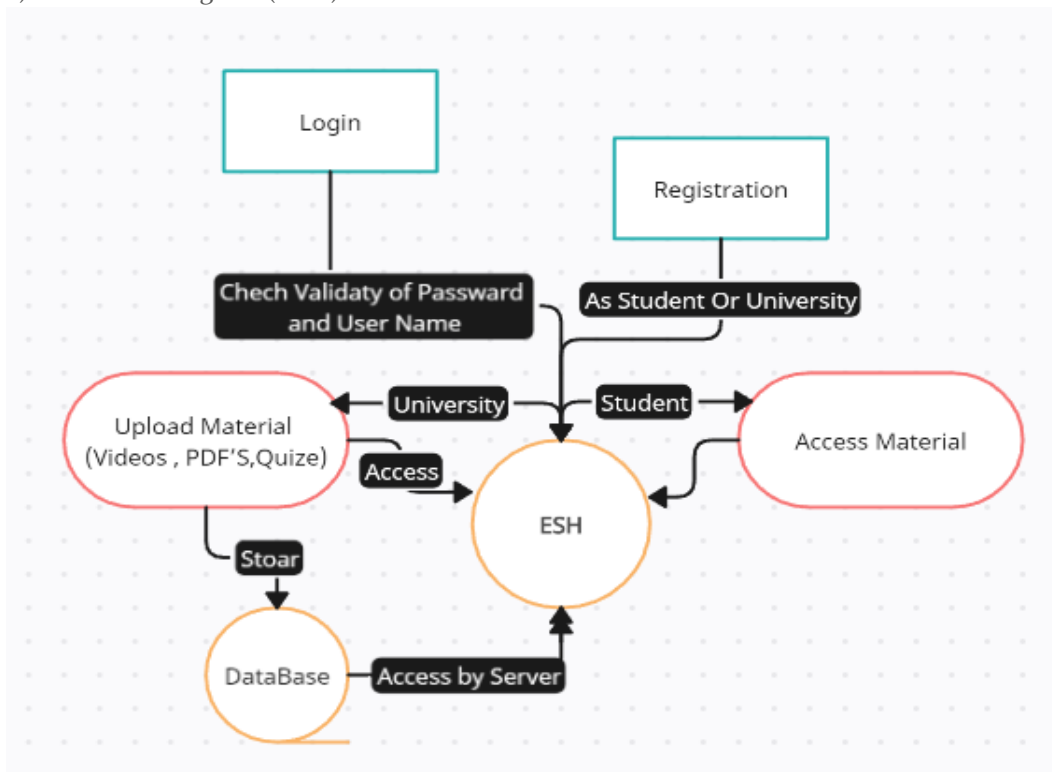 Login
Registration
Chech Validaty of Passward
and User Name
As Student Or University
University
Student
Upload Material
(Videos , PDF'S,Quize)
Access
Access Material
ESH
Stoar
DataBase
Access by Server